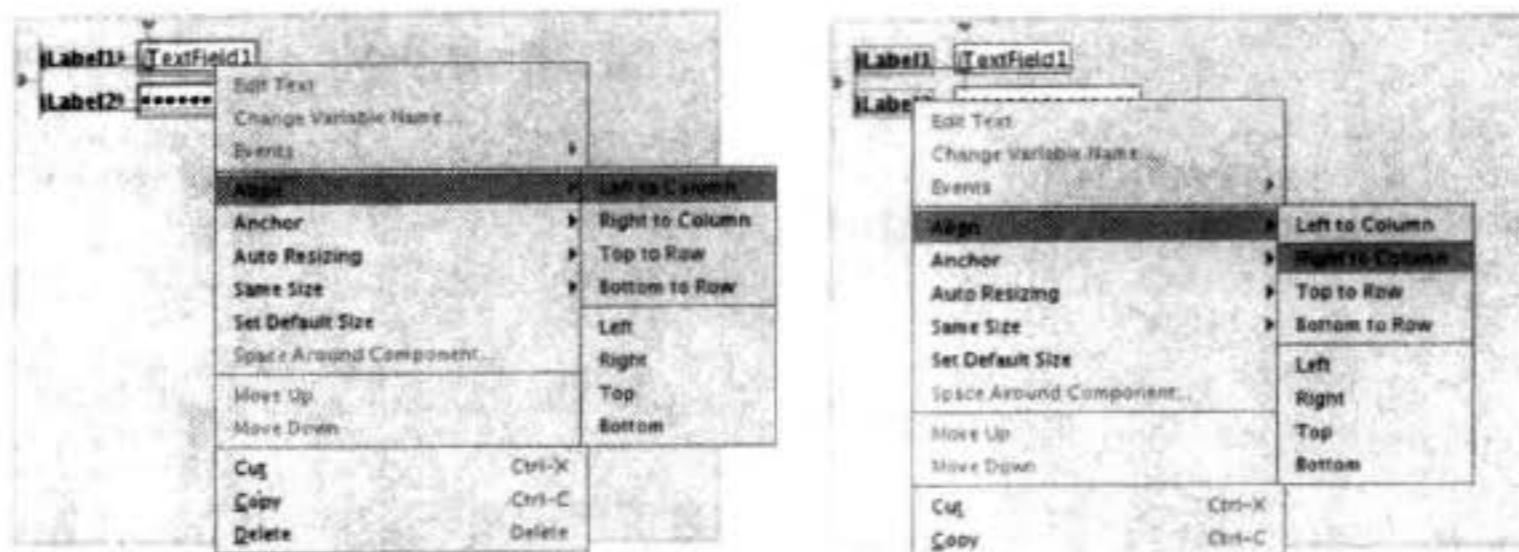 jLabel1 jTextField1
jLabel2
Edit Text
Change Variable Name...
Events
Align
Anchor
Auto Resizing
Same Size
Set Default Size
Space Around Component...
Move Up
Move Down
Cut Ctrl-X
Copy Ctrl-C
Delete Delete
Left to Column
Right to Column
Top to Row
Bottom to Row
Left
Right
Top
Bottom
jLabel1 jTextField1
Edit Text
Change Variable Name...
Events
Align
Anchor
Auto Resizing
Same Size
Set Default Size
Space Around Component...
Move Up
Move Down
Cut Ctrl-X
Copy Ctrl-C
Left to Column
Right to Column
Top to Row
Bottom to Row
Left
Right
Top
Bottom